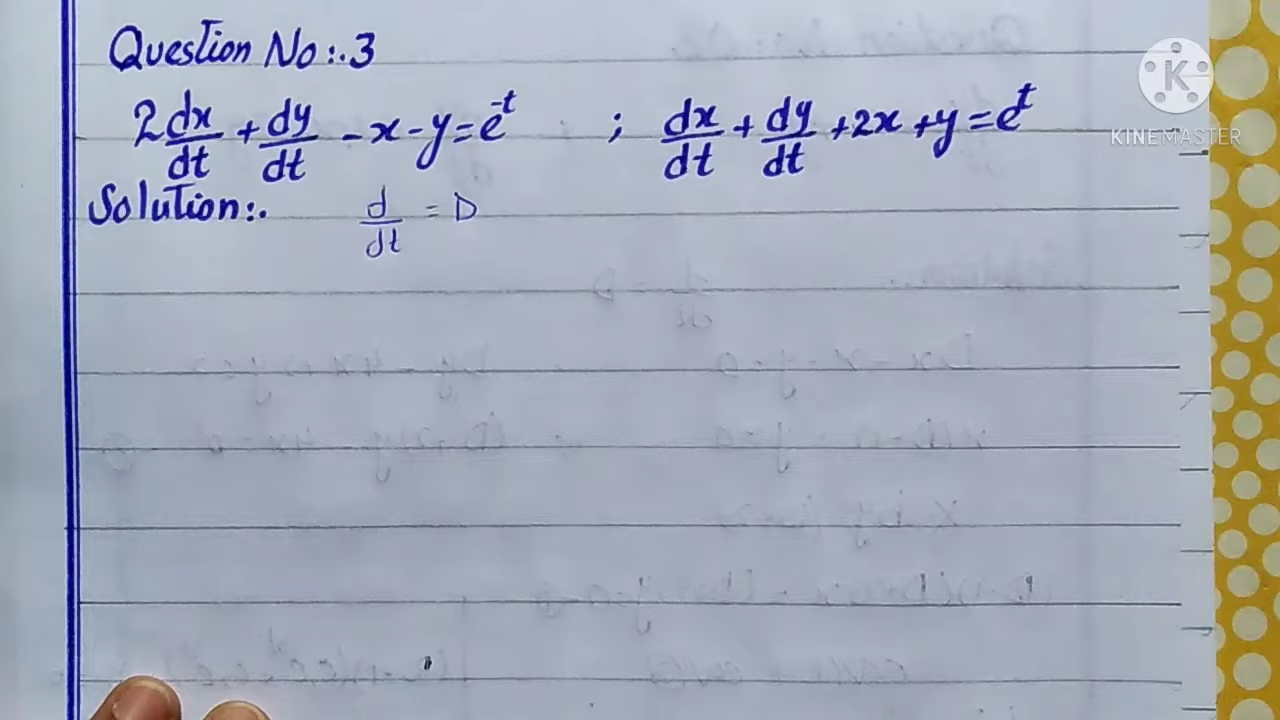 Question No:.3
2dx/dt + dy/dt - x - y = e^-t ; dx/dt + dy/dt + 2x + y = e^t
Solution:. d/dt = D
K
KINEMASTER